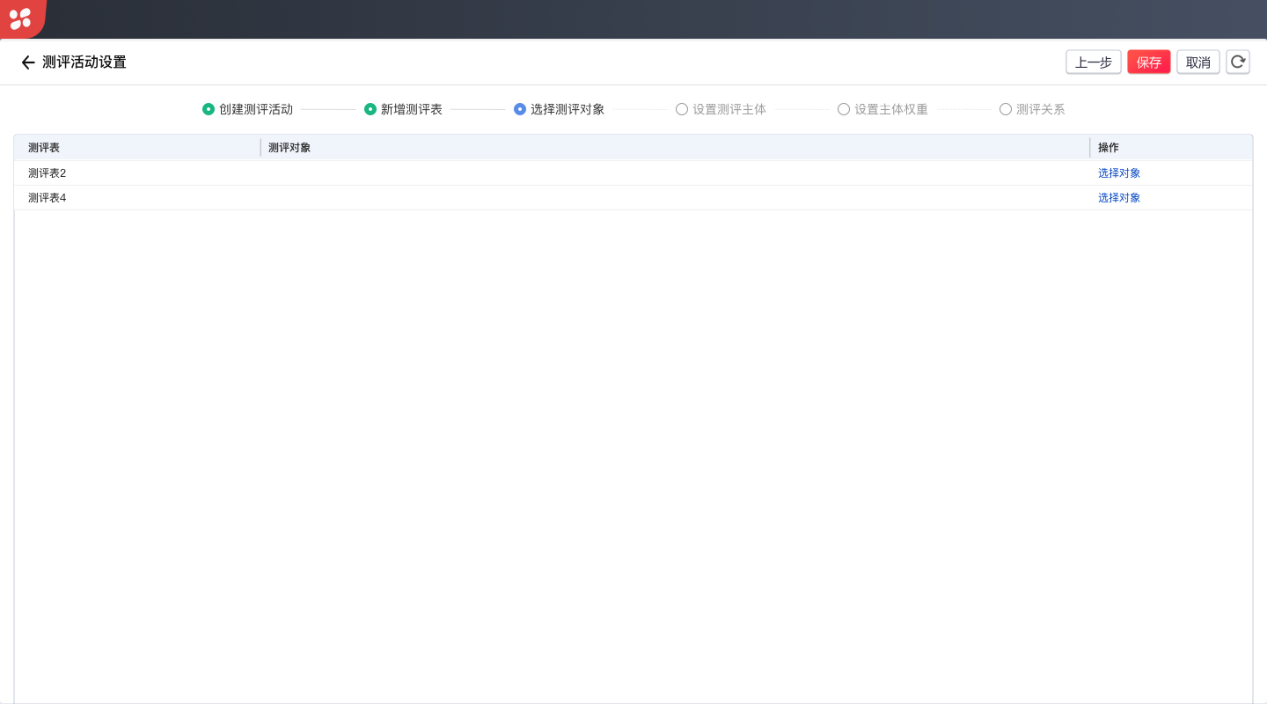 测评活动设置
上一步 保存 取消
创建测评活动 新增测评表 选择测评对象 设置测评主体 设置主体权重 测评关系
测评表 测评对象 操作
测评表2 选择对象
测评表4 选择对象